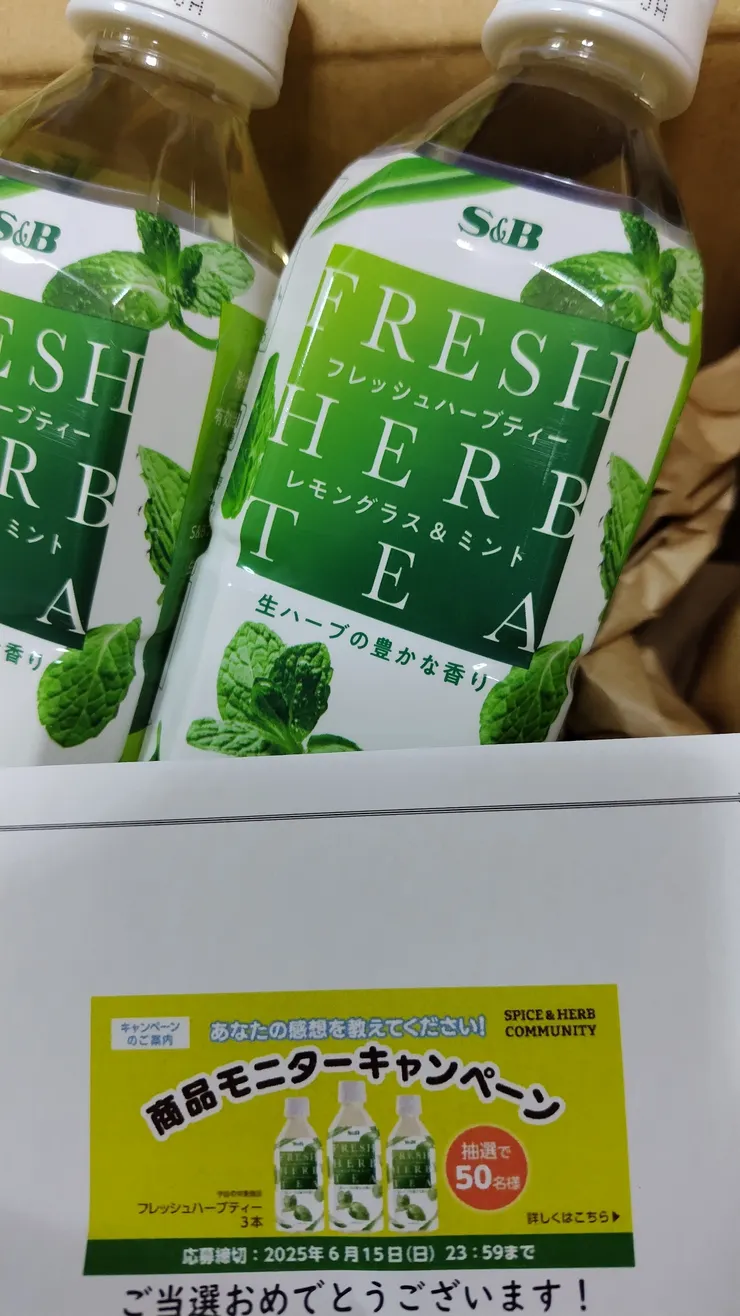 S&B
FRESH
フレッシュハーブティー
HERB
レモングラス&ミント
TEA
生ハーブの豊かな香り
S&B
ESH
ーブティー
RB
ミント
A
香り
キャンペーン
のご案内
あなたの感想を教えてください!
SPICE&HERB
COMMUNITY
商品モニターキャンペーン
S&B
FRESH
HERB
抽選で
50名様
フレッシュハーブティー
3本
詳しくはこちら▶
応募締切:2025年6月15日(日) 23:59まで
ご当選おめでとうございます!